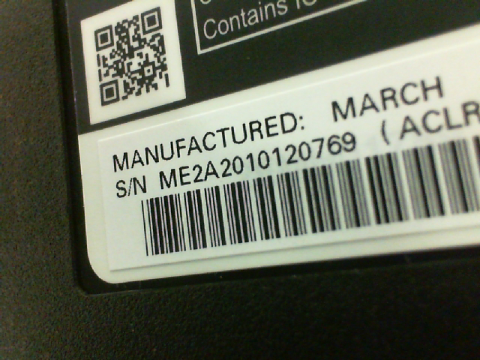 Contains IC
MANUFACTURED: MARCH
S/N ME2A2010120769 (ACLR